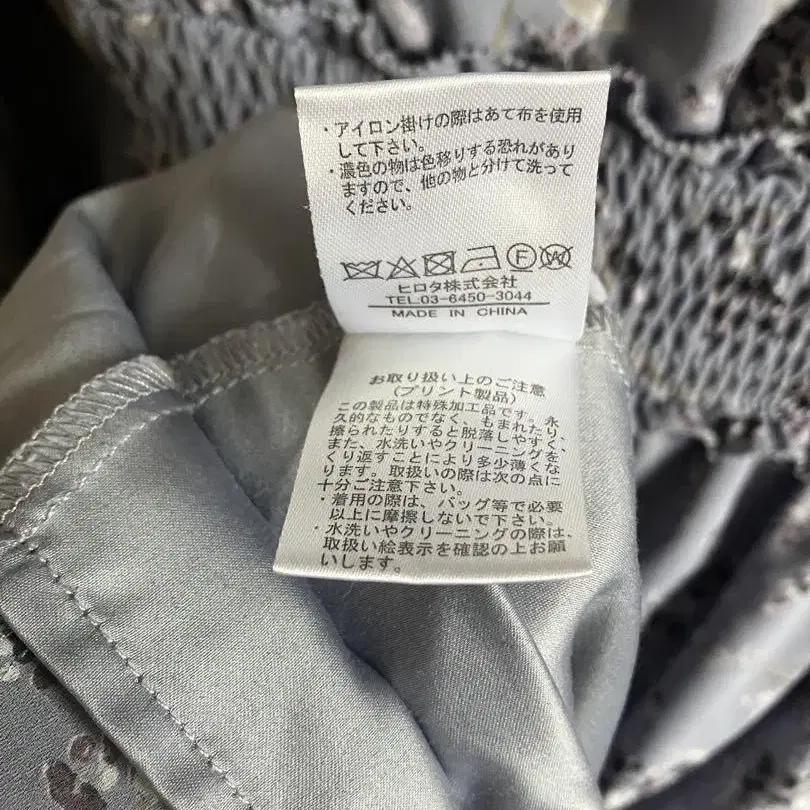 ・アイロン掛けの際はあて布を使用
して下さい。
・濃色の物は色移りする恐れがあり
ますので、他の物と分けて洗って
ください。
F W
ヒロタ株式会社
TEL:03-6450-3044
MADE IN CHINA
お取り扱い上のご注意
(プリント製品)
この製品は特殊加工品です。永
久的なものでなく、もまれたり、
擦られたりすると脱落しやすく、
また、水洗いやクリーニングを
くり返すことにより多少薄くな
ります。取扱いの際は次の点に
十分ご注意下さい。
・着用の際は、バッグ等で必要
以上に摩擦しないで下さい。
・水洗いやクリーニングの際は、
取扱い絵表示を確認の上お願
いします。